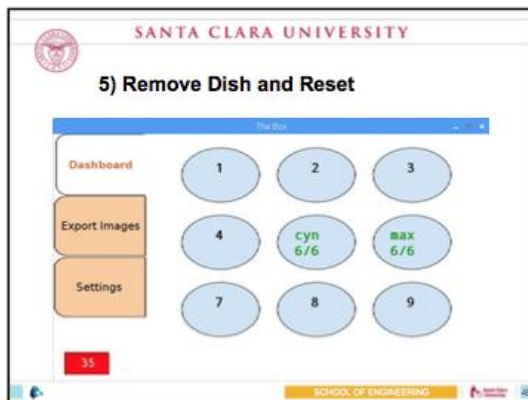 SANTA CLARA UNIVERSITY
5) Remove Dish and Reset
The Box
Dashboard
1
2
3
Export Images
4
cyn
6/6
max
6/6
Settings
7
8
9
35
SCHOOL OF ENGINEERING